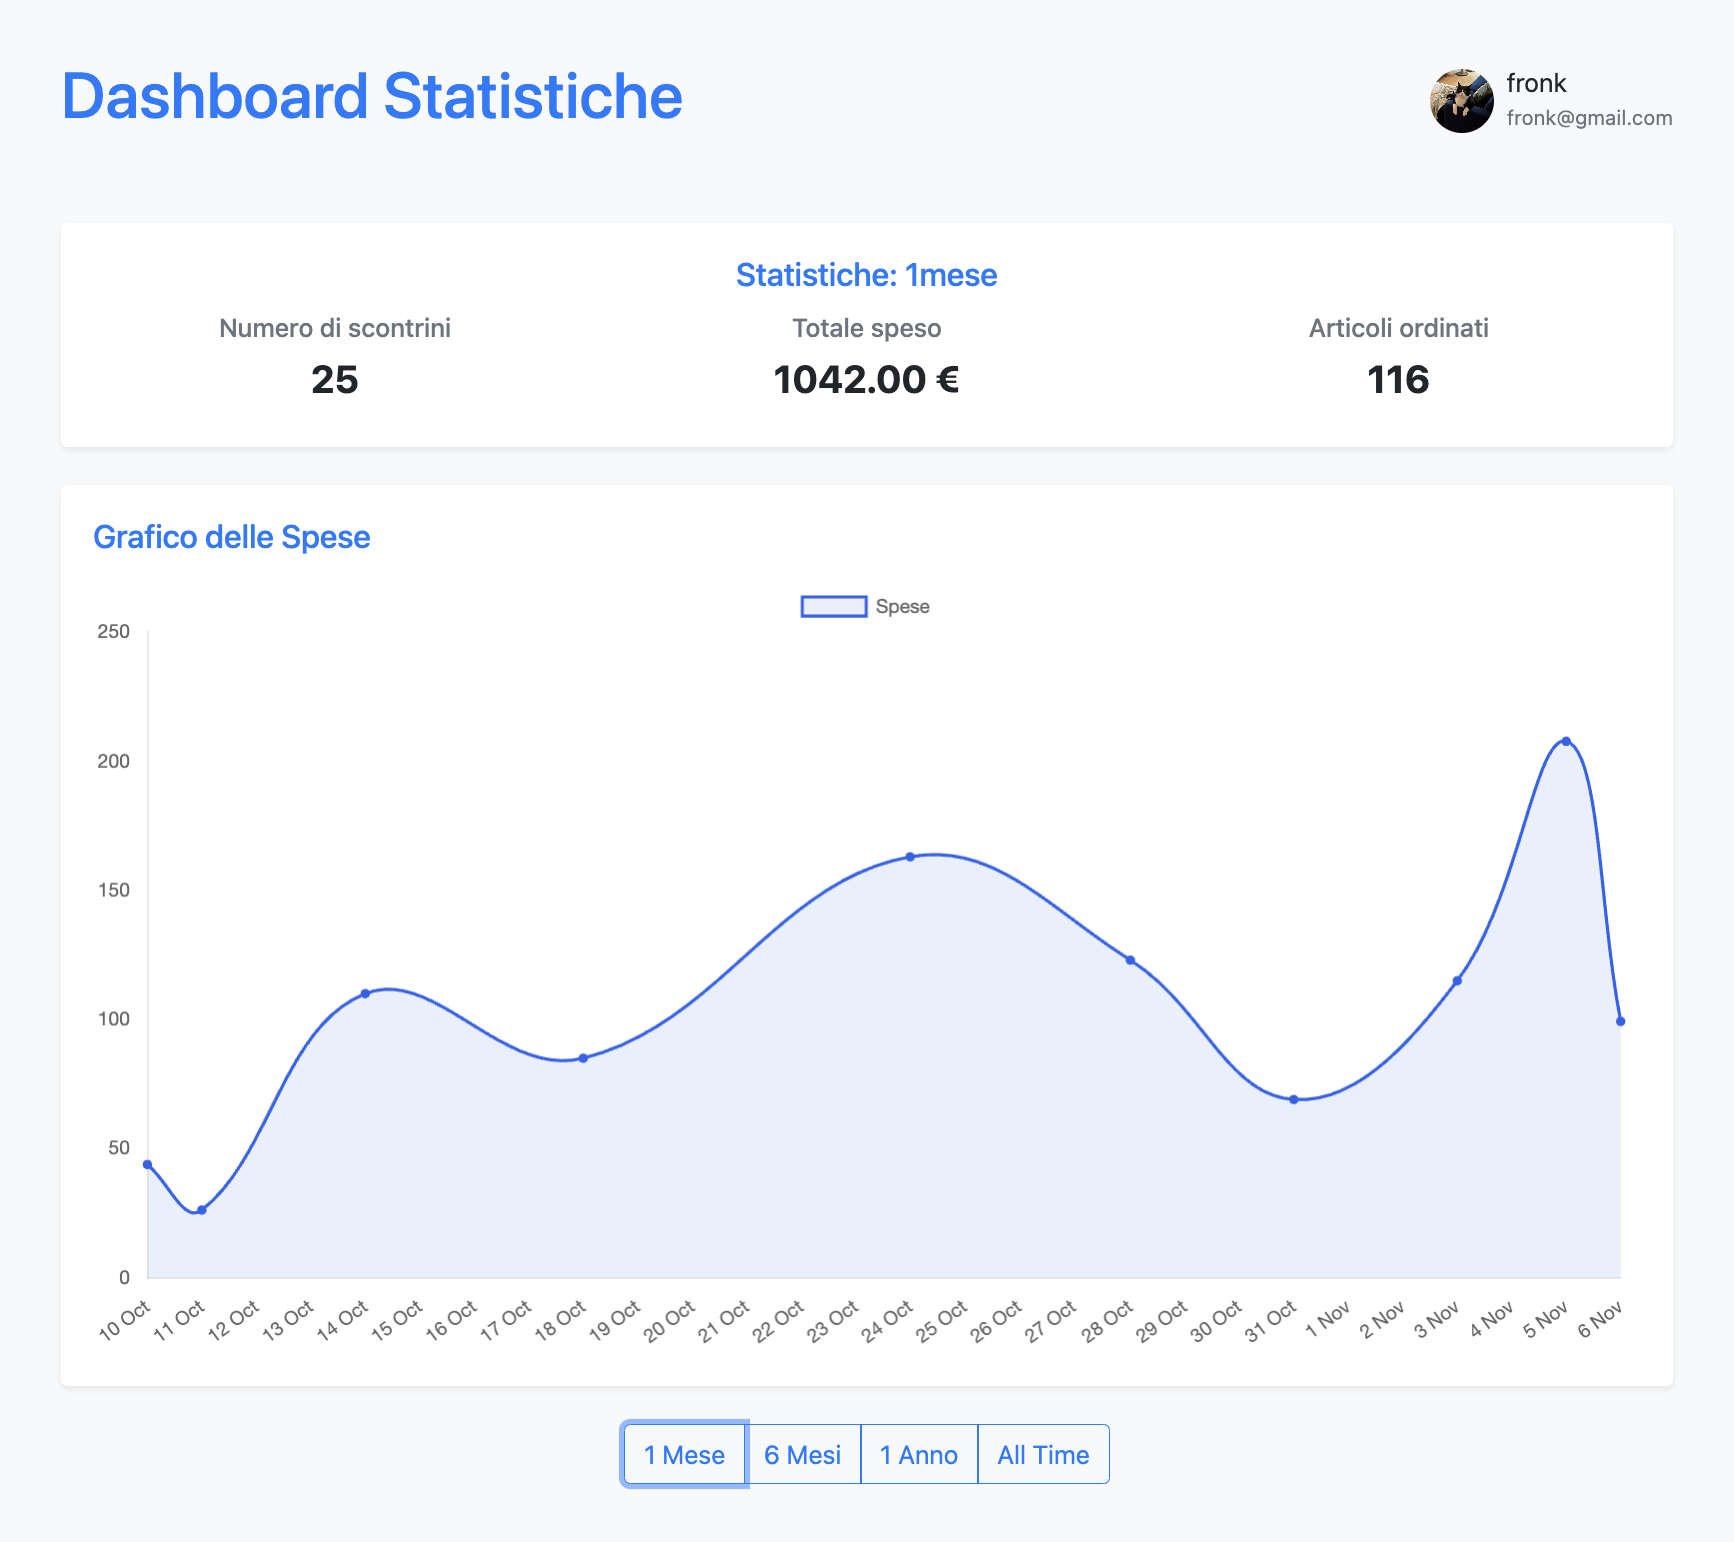 Dashboard Statistiche
fronk
fronk@gmail.com
Statistiche: 1mese
Numero di scontrini
25
Totale speso
1042.00 €
Articoli ordinati
116
Grafico delle Spese
Spese
250
200
150
100
50
0
10 Oct
11 Oct
12 Oct
13 Oct
14 Oct
15 Oct
16 Oct
17 Oct
18 Oct
19 Oct
20 Oct
21 Oct
22 Oct
23 Oct
24 Oct
25 Oct
26 Oct
27 Oct
28 Oct
29 Oct
30 Oct
31 Oct
1 Nov
2 Nov
3 Nov
4 Nov
5 Nov
6 Nov
1 Mese
6 Mesi
1 Anno
All Time